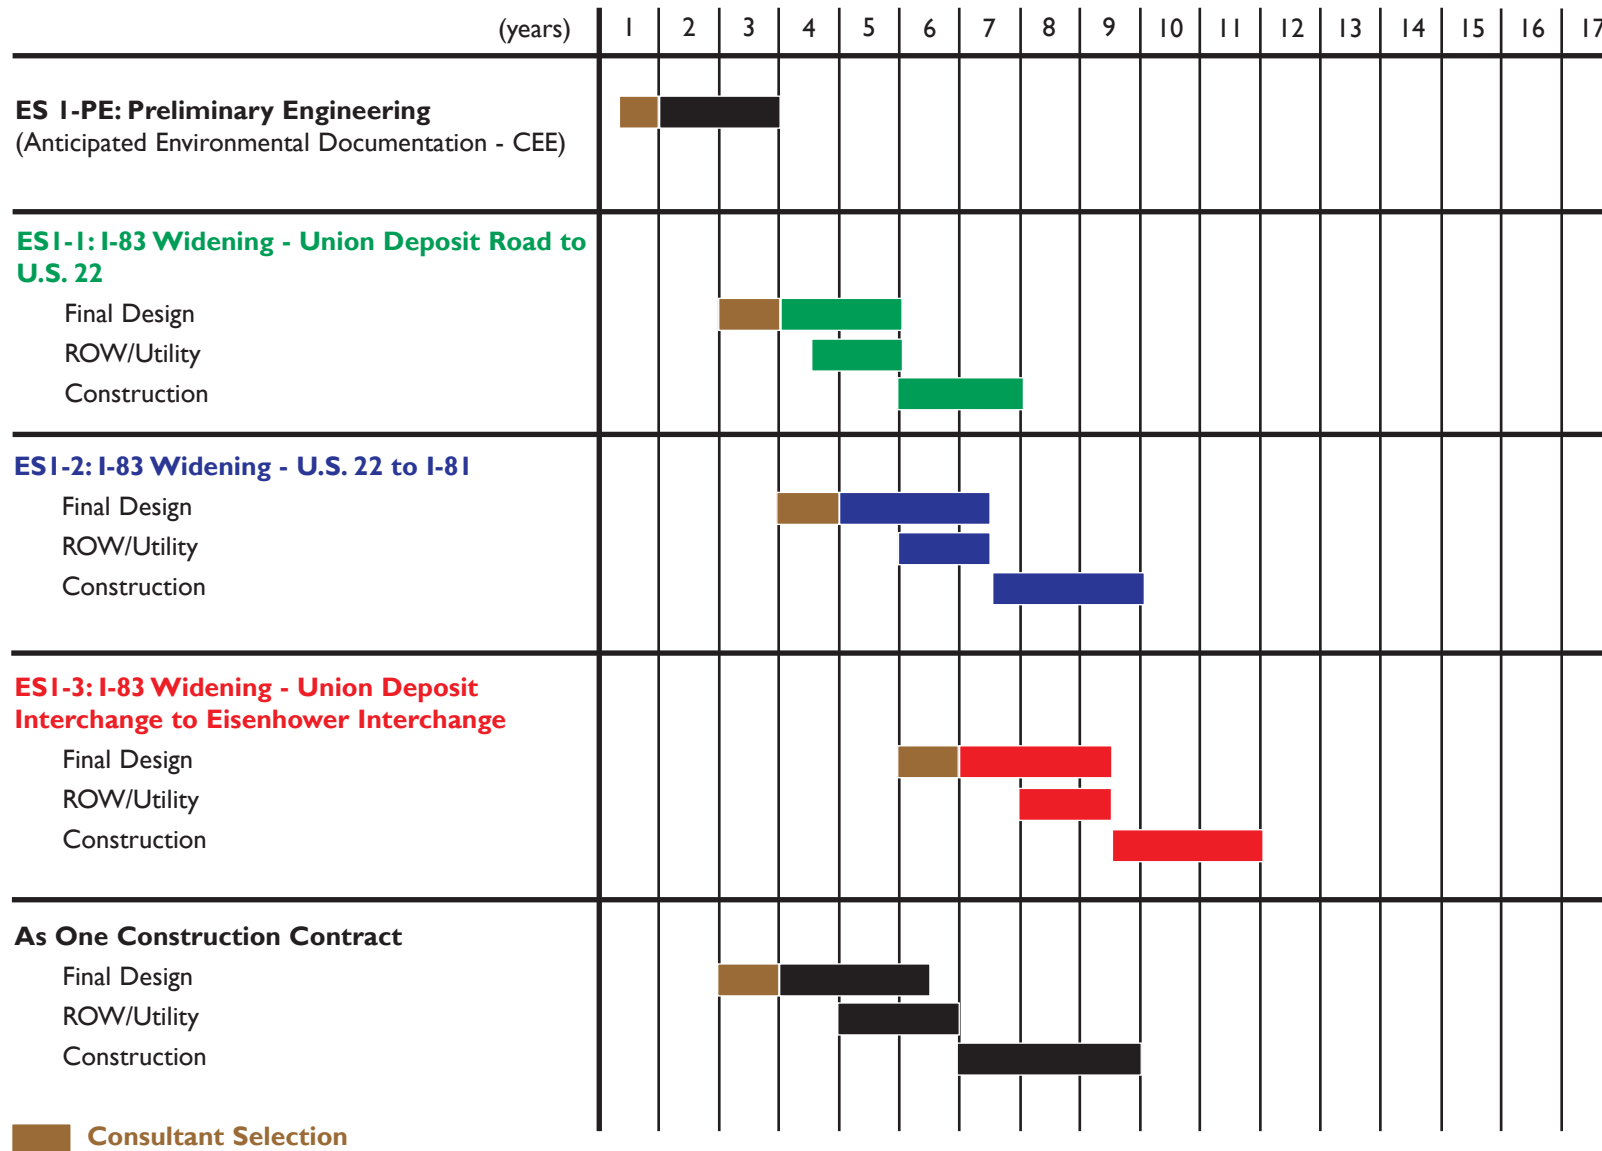 (years) 1 2 3 4 5 6 7 8 9 10 11 12 13 14 15 16 17
ES 1-PE: Preliminary Engineering
(Anticipated Environmental Documentation - CEE)
ES1-1: I-83 Widening - Union Deposit Road to
U.S. 22
Final Design
ROW/Utility
Construction
ES1-2: I-83 Widening - U.S. 22 to I-81
Final Design
ROW/Utility
Construction
ES1-3: I-83 Widening - Union Deposit
Interchange to Eisenhower Interchange
Final Design
ROW/Utility
Construction
As One Construction Contract
Final Design
ROW/Utility
Construction
Consultant Selection